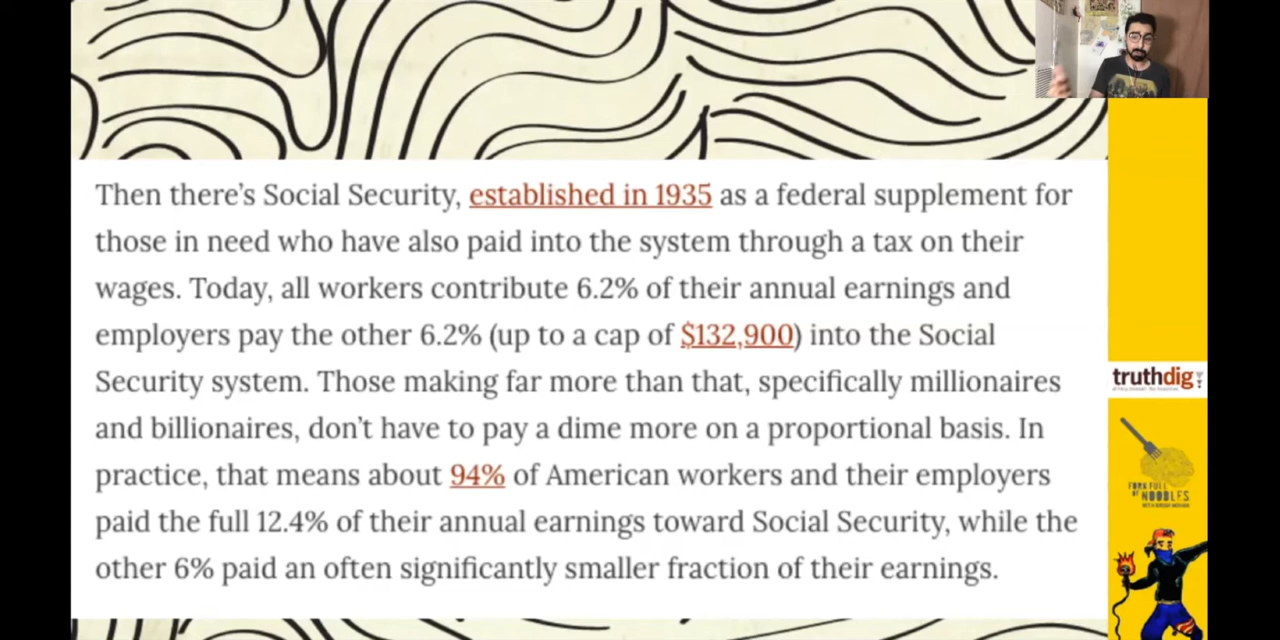 Then there’s Social Security, established in 1935 as a federal supplement for
those in need who have also paid into the system through a tax on their
wages. Today, all workers contribute 6.2% of their annual earnings and
employers pay the other 6.2% (up to a cap of $132,900) into the Social
Security system. Those making far more than that, specifically millionaires
and billionaires, don’t have to pay a dime more on a proportional basis. In
practice, that means about 94% of American workers and their employers
paid the full 12.4% of their annual earnings toward Social Security, while the
other 6% paid an often significantly smaller fraction of their earnings.
truthdig
FORK FULL
OF NOODLES